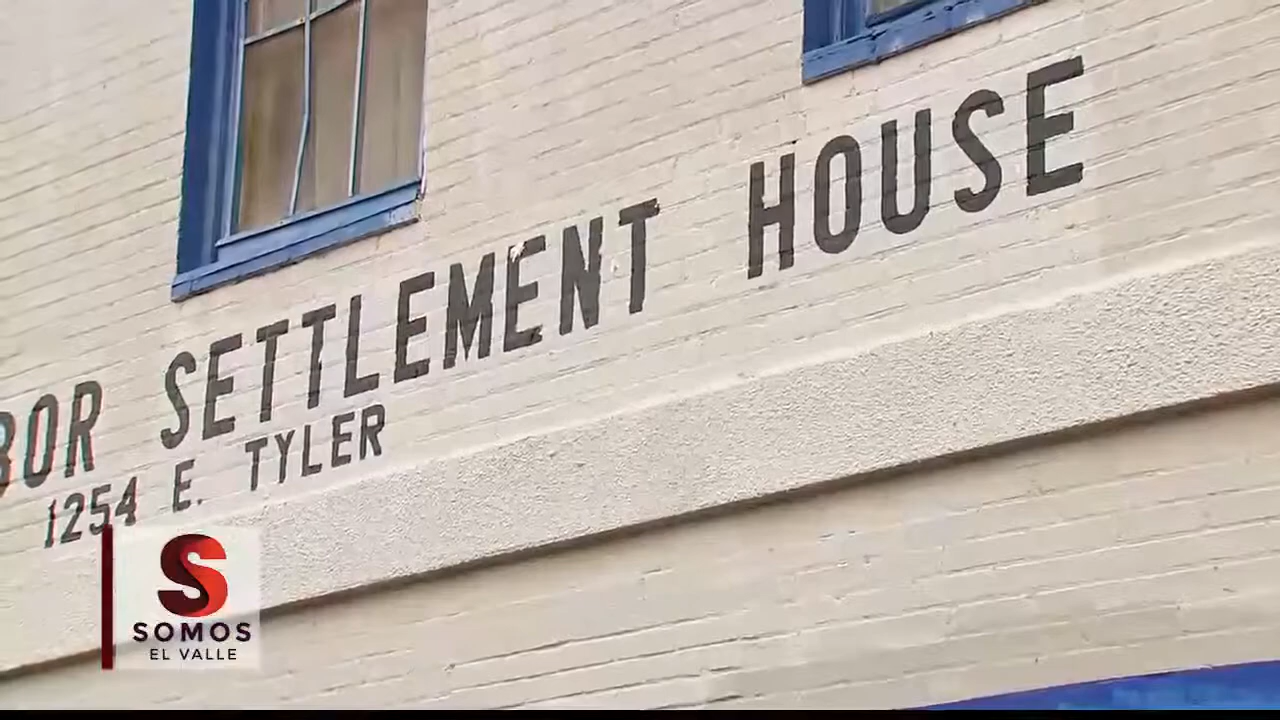 BOR SETTLEMENT HOUSE
1254 E. TYLER
S
SOMOS
EL VALLE